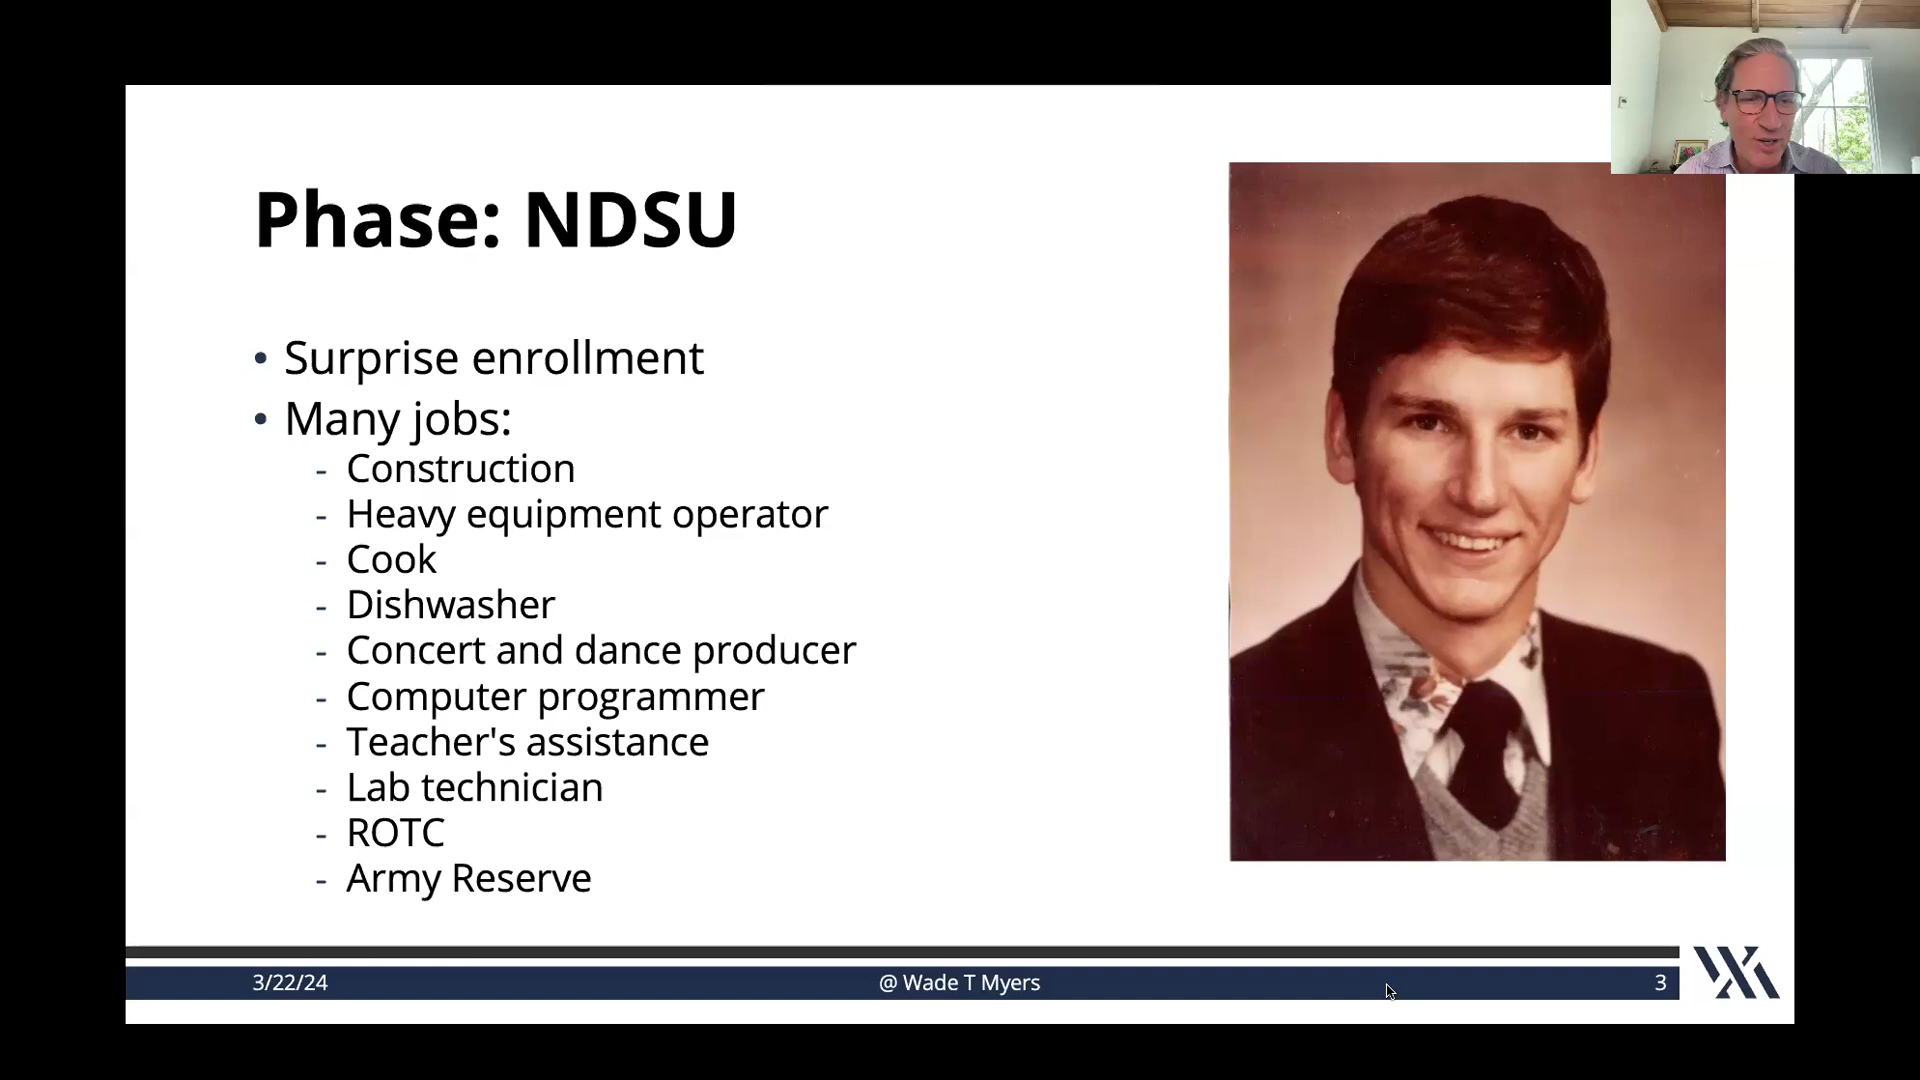 Phase: NDSU
• Surprise enrollment
• Many jobs:
- Construction
- Heavy equipment operator
- Cook
- Dishwasher
- Concert and dance producer
- Computer programmer
- Teacher's assistance
- Lab technician
- ROTC
- Army Reserve
3/22/24 @ Wade T Myers 3